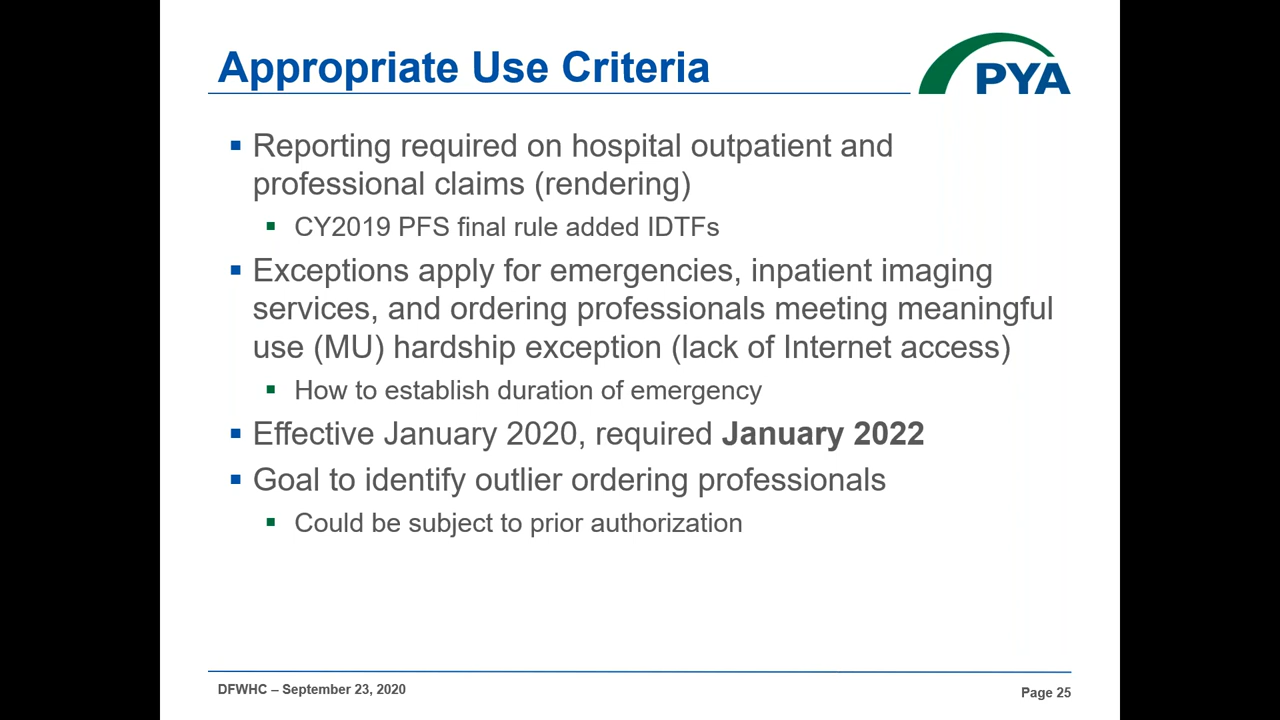 Appropriate Use Criteria
PYA
▪ Reporting required on hospital outpatient and
professional claims (rendering)
▪ CY2019 PFS final rule added IDTFs
▪ Exceptions apply for emergencies, inpatient imaging
services, and ordering professionals meeting meaningful
use (MU) hardship exception (lack of Internet access)
▪ How to establish duration of emergency
▪ Effective January 2020, required January 2022
▪ Goal to identify outlier ordering professionals
▪ Could be subject to prior authorization
DFWHC – September 23, 2020
Page 25